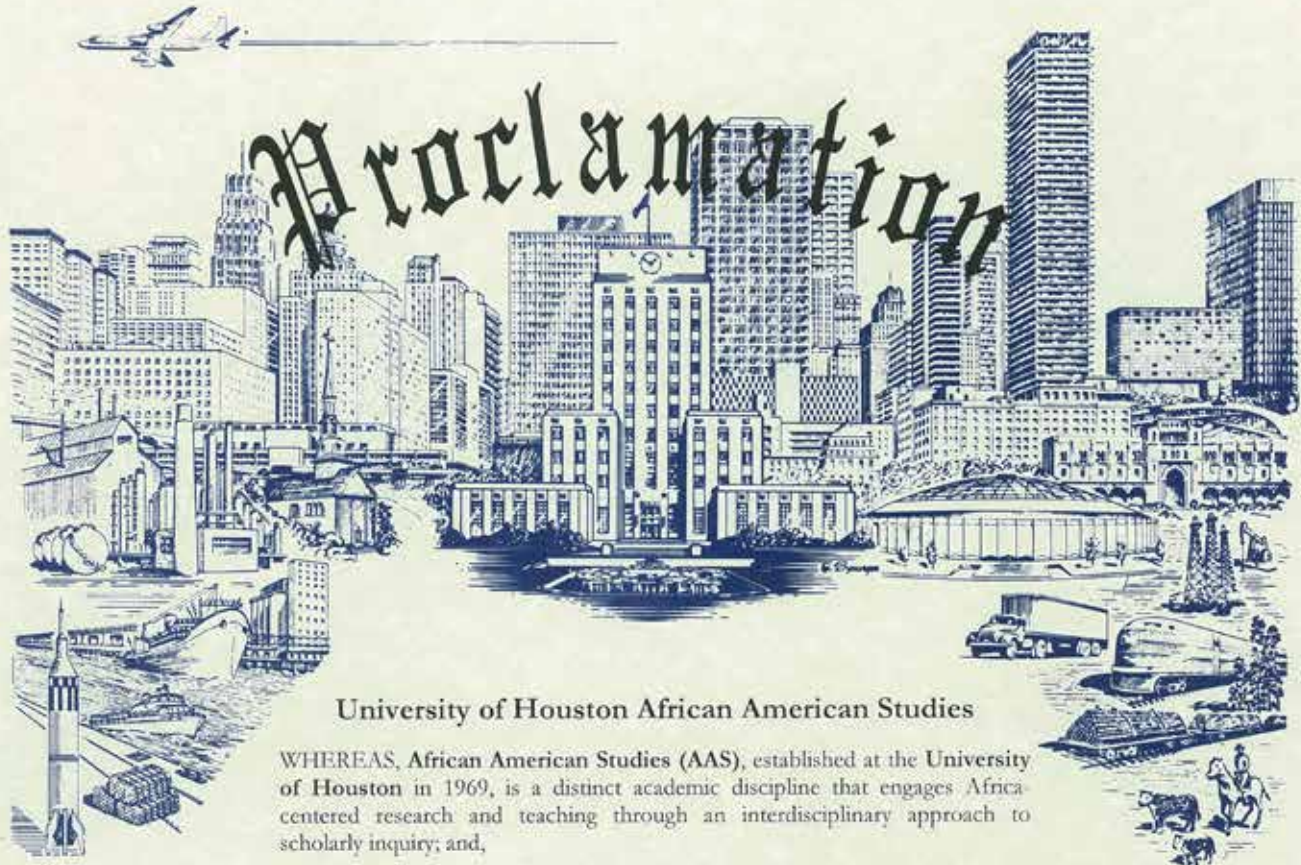 Proclamation
University of Houston African American Studies
WHEREAS, African American Studies (AAS), established at the University
of Houston in 1969, is a distinct academic discipline that engages Africa
centered research and teaching through an interdisciplinary approach to
scholarly inquiry; and,